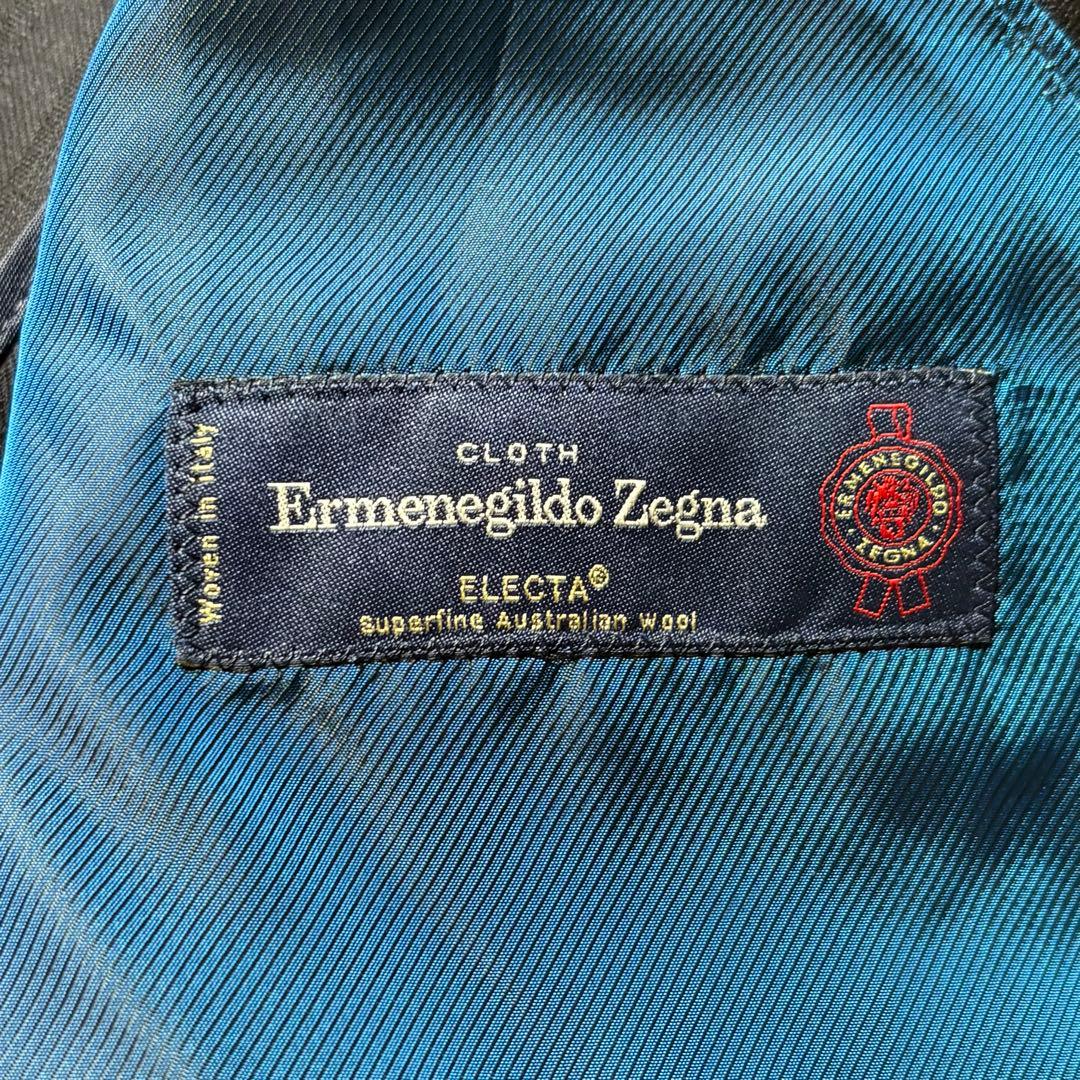 CLOTH
Ermenegildo Zegna
ELECTA®
superfine Australian wool
Woven in italy
ERMENEGILDO
ZEGNA